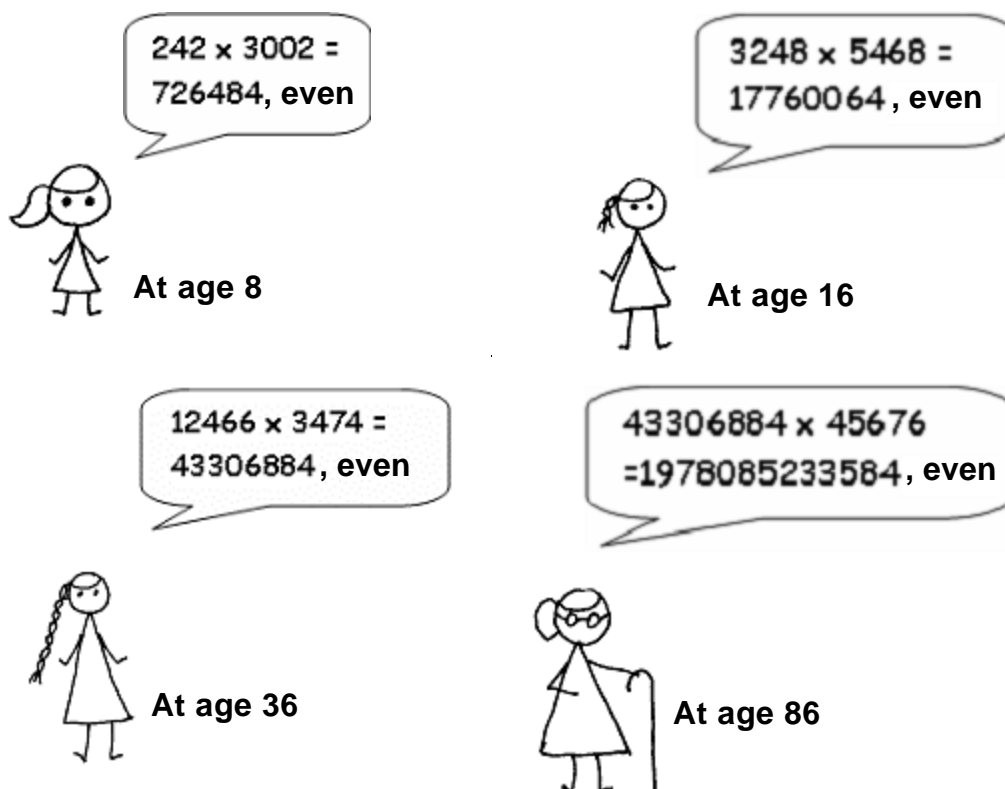 242 x 3002 =
726484, even
At age 8
3248 x 5468 =
17760064, even
At age 16
12466 x 3474 =
43306884, even
At age 36
43306884 x 45676
=1978085233584, even
At age 86